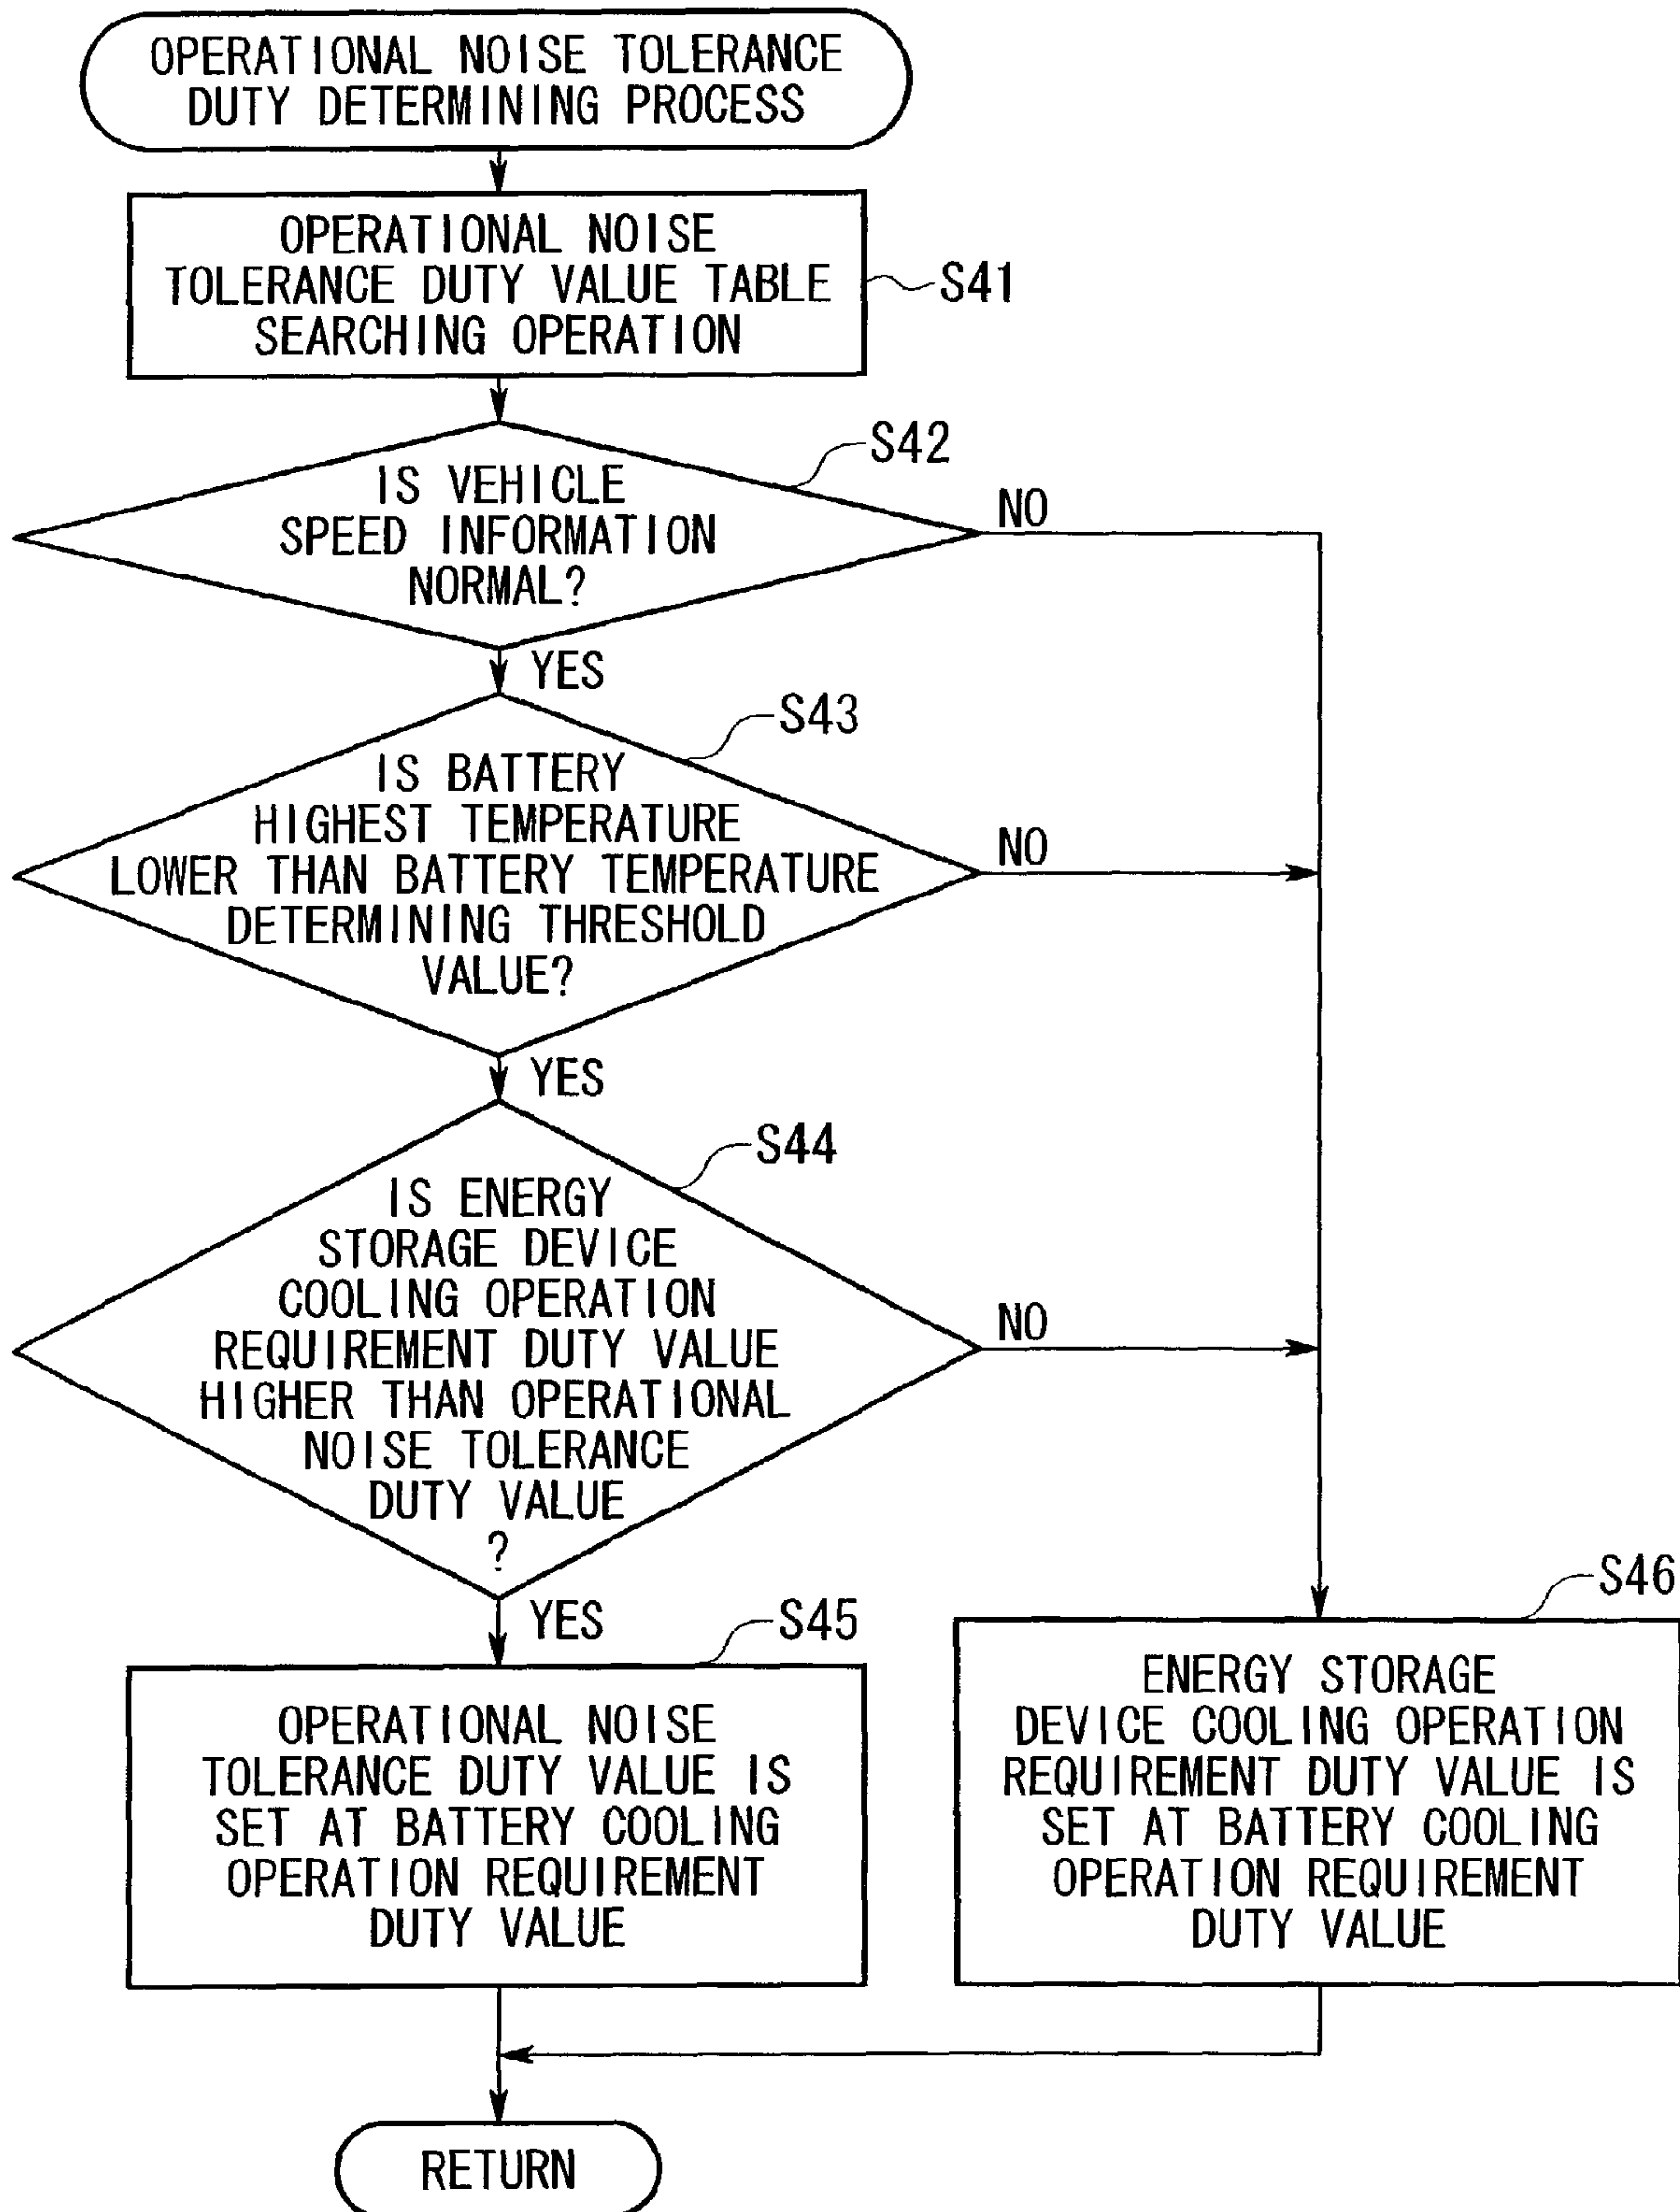 OPERATIONAL NOISE TOLERANCE
DUTY DETERMINING PROCESS
OPERATIONAL NOISE
TOLERANCE DUTY VALUE TABLE
SEARCHING OPERATION
S41
S42
IS VEHICLE
SPEED INFORMATION
NORMAL?
NO
YES
S43
IS BATTERY
HIGHEST TEMPERATURE
LOWER THAN BATTERY TEMPERATURE
DETERMINING THRESHOLD
VALUE?
NO
YES
S44
IS ENERGY
STORAGE DEVICE
COOLING OPERATION
REQUIREMENT DUTY VALUE
HIGHER THAN OPERATIONAL
NOISE TOLERANCE
DUTY VALUE
?
NO
YES
S45
OPERATIONAL NOISE
TOLERANCE DUTY VALUE IS
SET AT BATTERY COOLING
OPERATION REQUIREMENT
DUTY VALUE
S46
ENERGY STORAGE
DEVICE COOLING OPERATION
REQUIREMENT DUTY VALUE IS
SET AT BATTERY COOLING
OPERATION REQUIREMENT
DUTY VALUE
RETURN